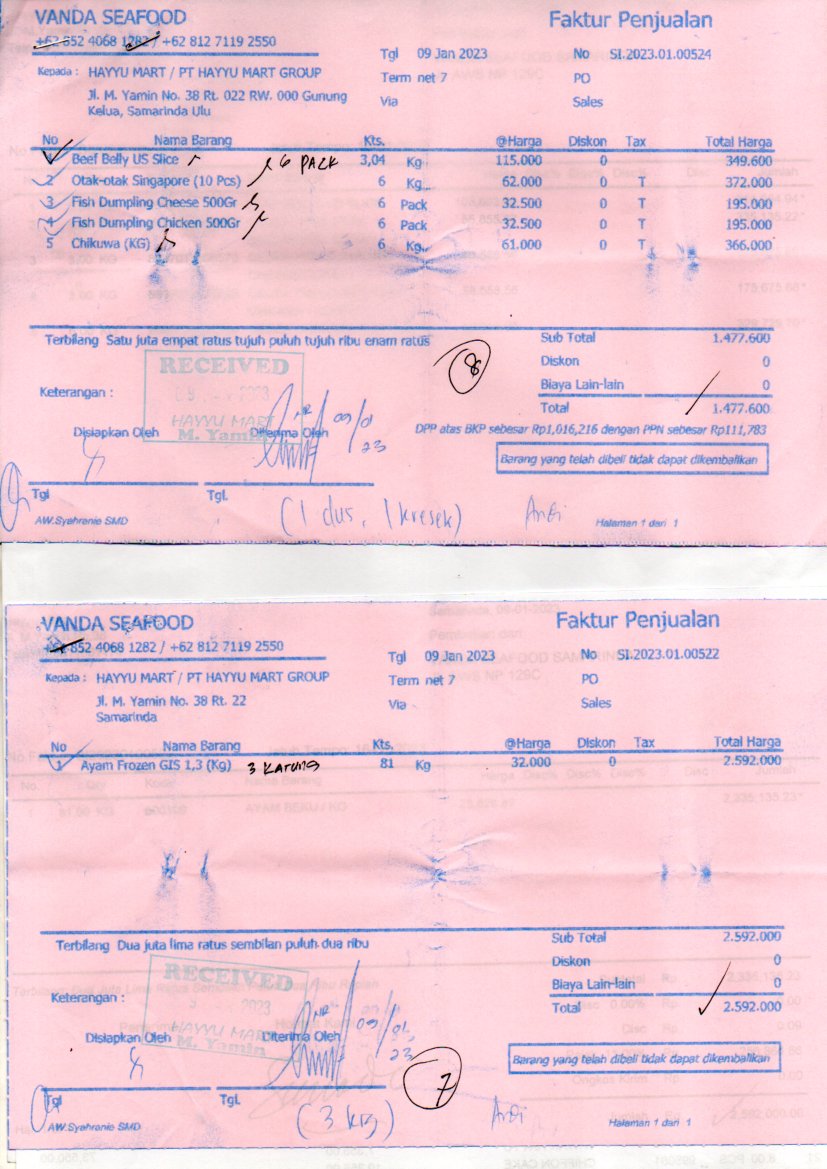 VANDA SEAFOOD
Faktur Penjualan
+62 852 4068 1282 / +62 812 7119 2550
Tgl 09 Jan 2023 No SI.2023.01.00524
Kepada : HAYYU MART / PT HAYYU MART GROUP
Term net 7 PO
Jl. M. Yamin No. 38 Rt. 022 RW. 000 Gunung
Kelua, Samarinda Ulu
Via Sales
No Nama Barang Kts. @Harga Diskon Tax Total Harga
1 Beef Belly US Slice 6 PACK 3,04 Kg 115.000 0 349.600
2 Otak-otak Singapore (10 Pcs) 6 Kg 62.000 0 T 372.000
3 Fish Dumpling Cheese 500Gr 6 Pack 32.500 0 T 195.000
4 Fish Dumpling Chicken 500Gr 6 Pack 32.500 0 T 195.000
5 Chikuwa (KG) 6 Kg 61.000 0 T 366.000
Terbilang Satu juta empat ratus tujuh puluh tujuh ribu enam ratus
Sub Total 1.477.600
Diskon 0
Biaya Lain-lain 0
Total 1.477.600
8
RECEIVED
2023
HAYYU MART
M. Yamin
Keterangan :
Disiapkan Oleh Diterima Oleh
09/01
23
DPP atas BKP sebesar Rp1,016,216 dengan PPN sebesar Rp111,783
Barang yang telah dibeli tidak dapat dikembalikan
Tgl Tgl.
(1 dus, 1 kresek) Andi
AW.Syahranie SMD
Halaman 1 dari 1
VANDA SEAFOOD
Faktur Penjualan
852 4068 1282 / +62 812 7119 2550
Tgl 09 Jan 2023 No SI.2023.01.00522
Kepada : HAYYU MART / PT HAYYU MART GROUP
Term net 7 PO
Jl. M. Yamin No. 38 Rt. 22
Samarinda
Via Sales
No Nama Barang Kts. @Harga Diskon Tax Total Harga
1 Ayam Frozen GIS 1,3 (Kg) 3 KARUNG 81 Kg 32.000 0 2.592.000
Terbilang Dua juta lima ratus sembilan puluh dua ribu
Sub Total 2.592.000
Diskon 0
Biaya Lain-lain 0
Total 2.592.000
RECEIVED
2023
HAYYU MART
M. Yamin
Keterangan :
Disiapkan Oleh Diterima Oleh
09/01
23
7
Barang yang telah dibeli tidak dapat dikembalikan
Tgl Tgl.
Andi
AW.Syahranie SMD
Halaman 1 dari 1